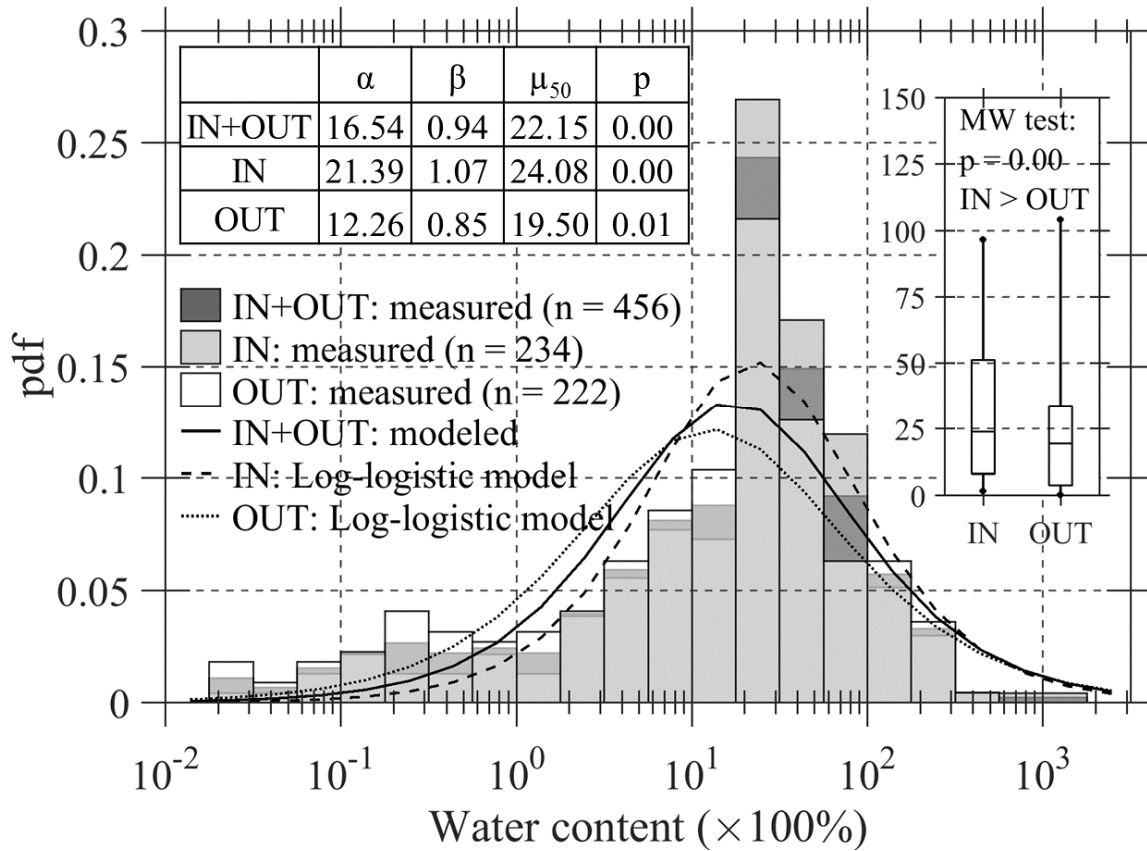 0.3
0.25
0.2
0.15
0.1
0.05
0
pdf
α β μ50 p
IN+OUT 16.54 0.94 22.15 0.00
IN 21.39 1.07 24.08 0.00
OUT 12.26 0.85 19.50 0.01
IN+OUT: measured (n = 456)
IN: measured (n = 234)
OUT: measured (n = 222)
IN+OUT: modeled
IN: Log-logistic model
OUT: Log-logistic model
150
125
100
75
50
25
0
MW test:
p = 0.00
IN > OUT
IN OUT
10-2 10-1 100 101 102 103
Water content (×100%)